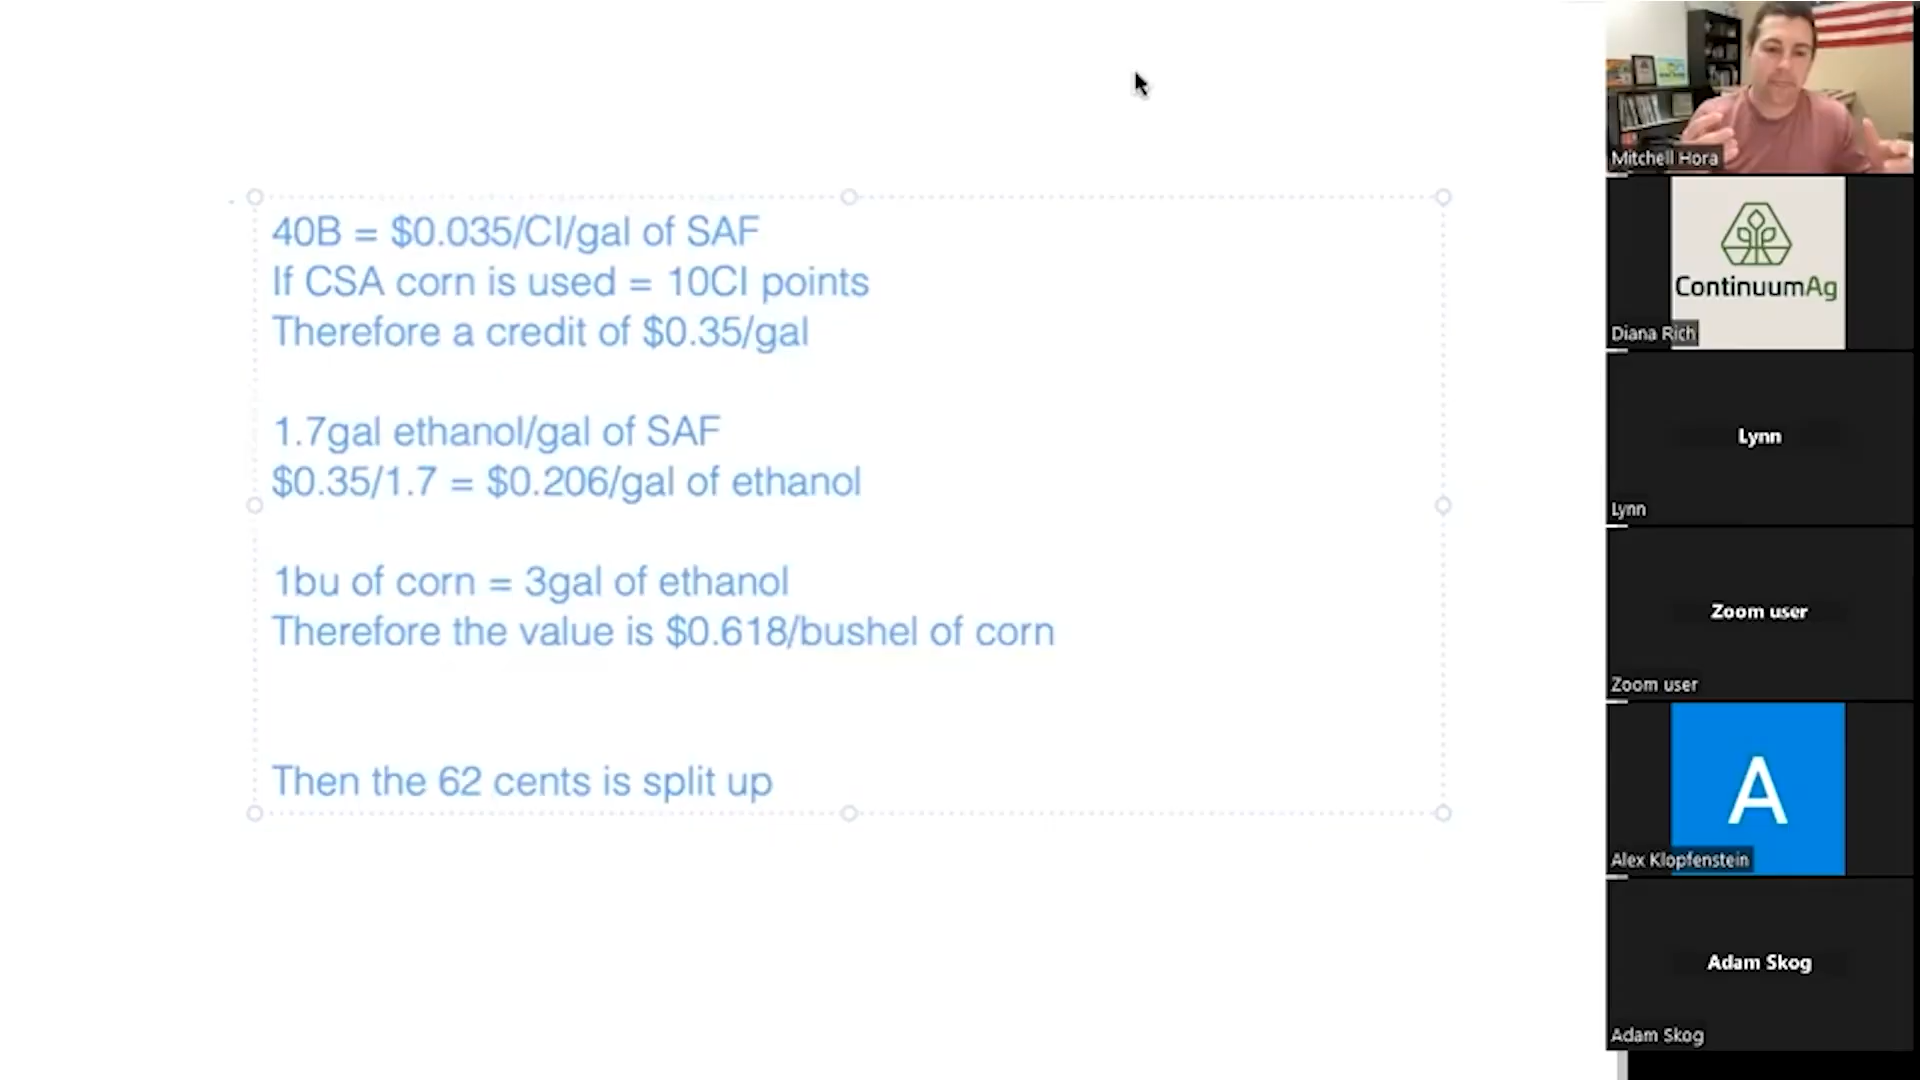 40B = $0.035/CI/gal of SAF
If CSA corn is used = 10CI points
Therefore a credit of $0.35/gal
1.7gal ethanol/gal of SAF
$0.35/1.7 = $0.206/gal of ethanol
1bu of corn = 3gal of ethanol
Therefore the value is $0.618/bushel of corn
Then the 62 cents is split up
Mitchell Hora
ContinuumAg
Diana Rich
Lynn
Lynn
Zoom user
Zoom user
A
Alex Klopfenstein
Adam Skog
Adam Skog